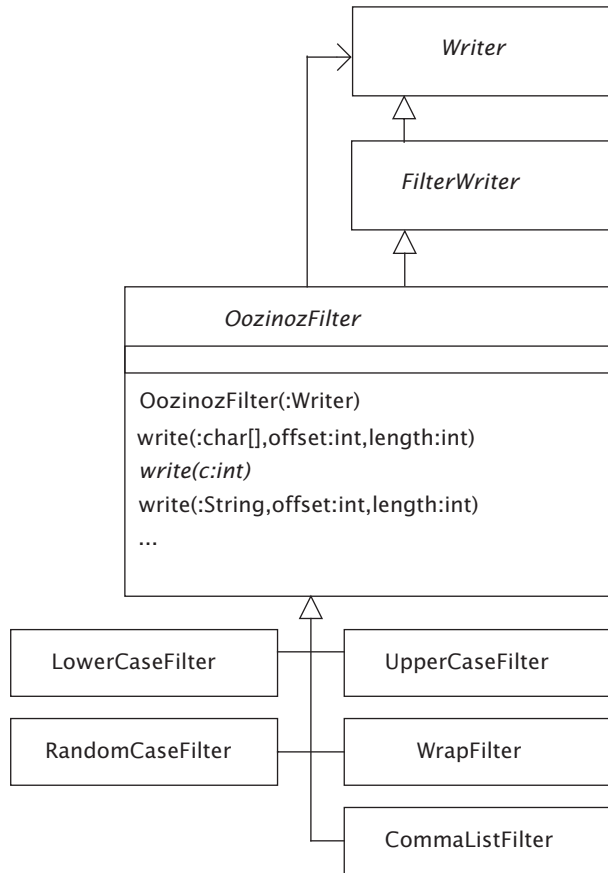 Writer
FilterWriter
OozinozFilter
OozinozFilter(:Writer)
write(:char[],offset:int,length:int)
write(c:int)
write(:String,offset:int,length:int)
...
LowerCaseFilter
UpperCaseFilter
RandomCaseFilter
WrapFilter
CommaListFilter